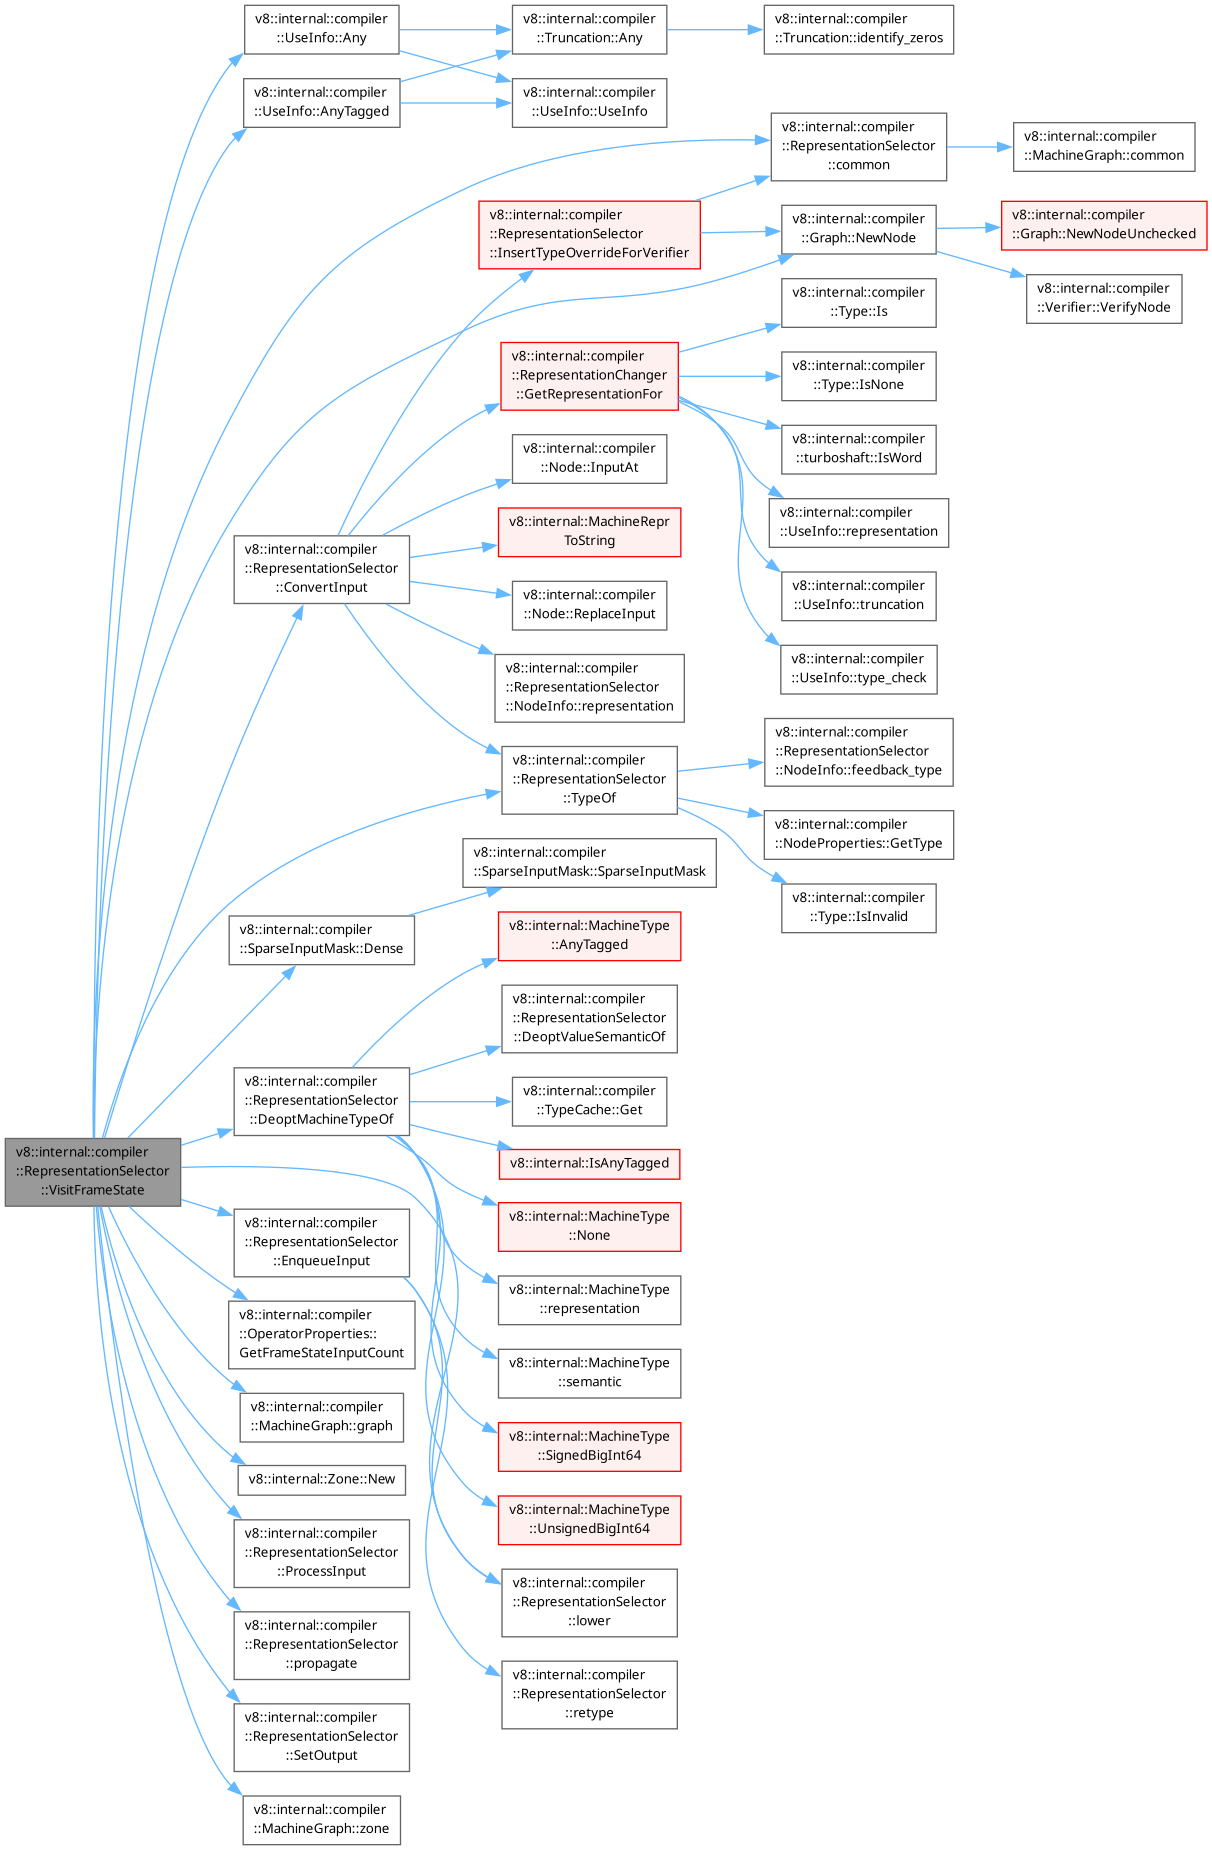 v8::internal::compiler
::UseInfo::Any
v8::internal::compiler
::Truncation::Any
v8::internal::compiler
::Truncation::identify_zeros
v8::internal::compiler
::UseInfo::AnyTagged
v8::internal::compiler
::UseInfo::UseInfo
v8::internal::compiler
::RepresentationSelector
::common
v8::internal::compiler
::MachineGraph::common
v8::internal::compiler
::RepresentationSelector
::InsertTypeOverrideForVerifier
v8::internal::compiler
::Graph::NewNode
v8::internal::compiler
::Graph::NewNodeUnchecked
v8::internal::compiler
::Verifier::VerifyNode
v8::internal::compiler
::Type::Is
v8::internal::compiler
::RepresentationChanger
::GetRepresentationFor
v8::internal::compiler
::Type::IsNone
v8::internal::compiler
::turboshaft::IsWord
v8::internal::compiler
::Node::InputAt
v8::internal::compiler
::UseInfo::representation
v8::internal::MachineRepr
ToString
v8::internal::compiler
::RepresentationSelector
::ConvertInput
v8::internal::compiler
::Node::ReplaceInput
v8::internal::compiler
::UseInfo::truncation
v8::internal::compiler
::RepresentationSelector
::NodeInfo::representation
v8::internal::compiler
::UseInfo::type_check
v8::internal::compiler
::RepresentationSelector
::TypeOf
v8::internal::compiler
::RepresentationSelector
::NodeInfo::feedback_type
v8::internal::compiler
::NodeProperties::GetType
v8::internal::compiler
::Type::IsInvalid
v8::internal::compiler
::SparseInputMask::SparseInputMask
v8::internal::compiler
::SparseInputMask::Dense
v8::internal::MachineType
::AnyTagged
v8::internal::compiler
::RepresentationSelector
::DeoptValueSemanticOf
v8::internal::compiler
::RepresentationSelector
::DeoptMachineTypeOf
v8::internal::compiler
::TypeCache::Get
v8::internal::IsAnyTagged
v8::internal::compiler
::RepresentationSelector
::VisitFrameState
v8::internal::MachineType
::None
v8::internal::compiler
::RepresentationSelector
::EnqueueInput
v8::internal::MachineType
::representation
v8::internal::compiler
::OperatorProperties::
GetFrameStateInputCount
v8::internal::MachineType
::semantic
v8::internal::compiler
::MachineGraph::graph
v8::internal::MachineType
::SignedBigInt64
v8::internal::Zone::New
v8::internal::MachineType
::UnsignedBigInt64
v8::internal::compiler
::RepresentationSelector
::ProcessInput
v8::internal::compiler
::RepresentationSelector
::lower
v8::internal::compiler
::RepresentationSelector
::propagate
v8::internal::compiler
::RepresentationSelector
::retype
v8::internal::compiler
::RepresentationSelector
::SetOutput
v8::internal::compiler
::MachineGraph::zone